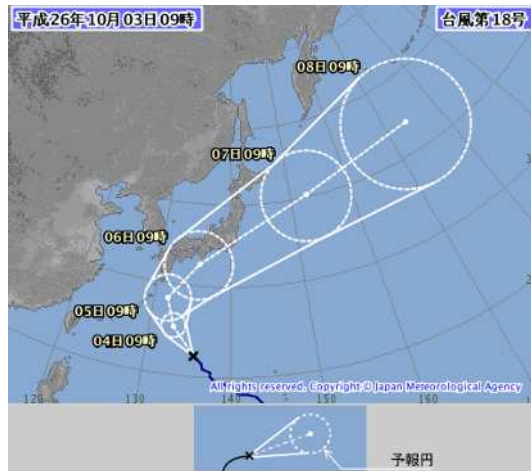 平成26年10月03日09時
台風第18号
08日09時
07日09時
06日09時
05日09時
04日09時
All rights reserved. Copyright © Japan Meteorological Agency
120
130
140
150
160
予報円